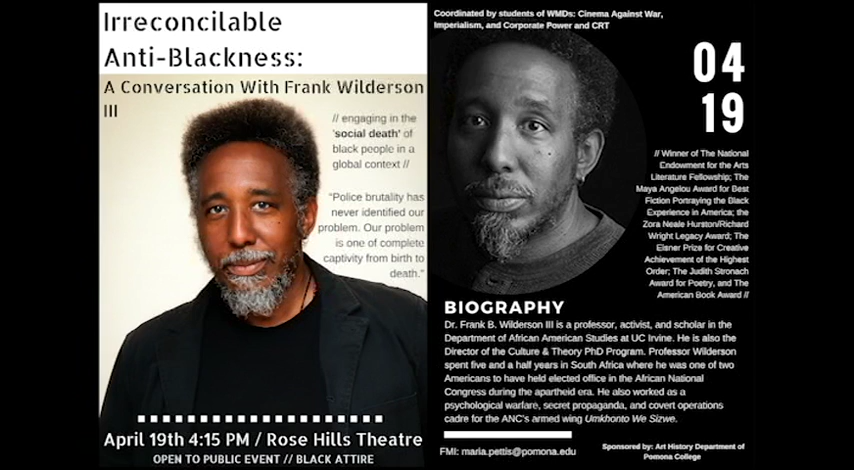 Irreconcilable
Anti-Blackness:
A Conversation With Frank Wilderson
III
// engaging in the
'social death' of
black people in a
global context //
"Police brutality has
never identified our
problem. Our problem
is one of complete
captivity from birth to
death."
April 19th 4:15 PM / Rose Hills Theatre
OPEN TO PUBLIC EVENT // BLACK ATTIRE
Coordinated by students of WMDs: Cinema Against War,
Imperialism, and Corporate Power and CRT
04
19
// Winner of The National
Endowment for the Arts
Literature Fellowship; The
Maya Angelou Award for Best
Fiction Portraying the Black
Experience in America; the
Zora Neale Hurston/Richard
Wright Legacy Award; The
Eisner Prize for Creative
Achievement of the Highest
Order; The Judith Stronach
Award for Poetry, and The
American Book Award //
BIOGRAPHY
Dr. Frank B. Wilderson III is a professor, activist, and scholar in the
Department of African American Studies at UC Irvine. He is also the
Director of the Culture & Theory PhD Program. Professor Wilderson
spent five and a half years in South Africa where he was one of two
Americans to have held elected office in the African National
Congress during the apartheid era. He also worked as a
psychological warfare, secret propaganda, and covert operations
cadre for the ANC's armed wing Umkhonto We Sizwe.
FMI: maria.pettis@pomona.edu
Sponsored by: Art History Department of
Pomona College